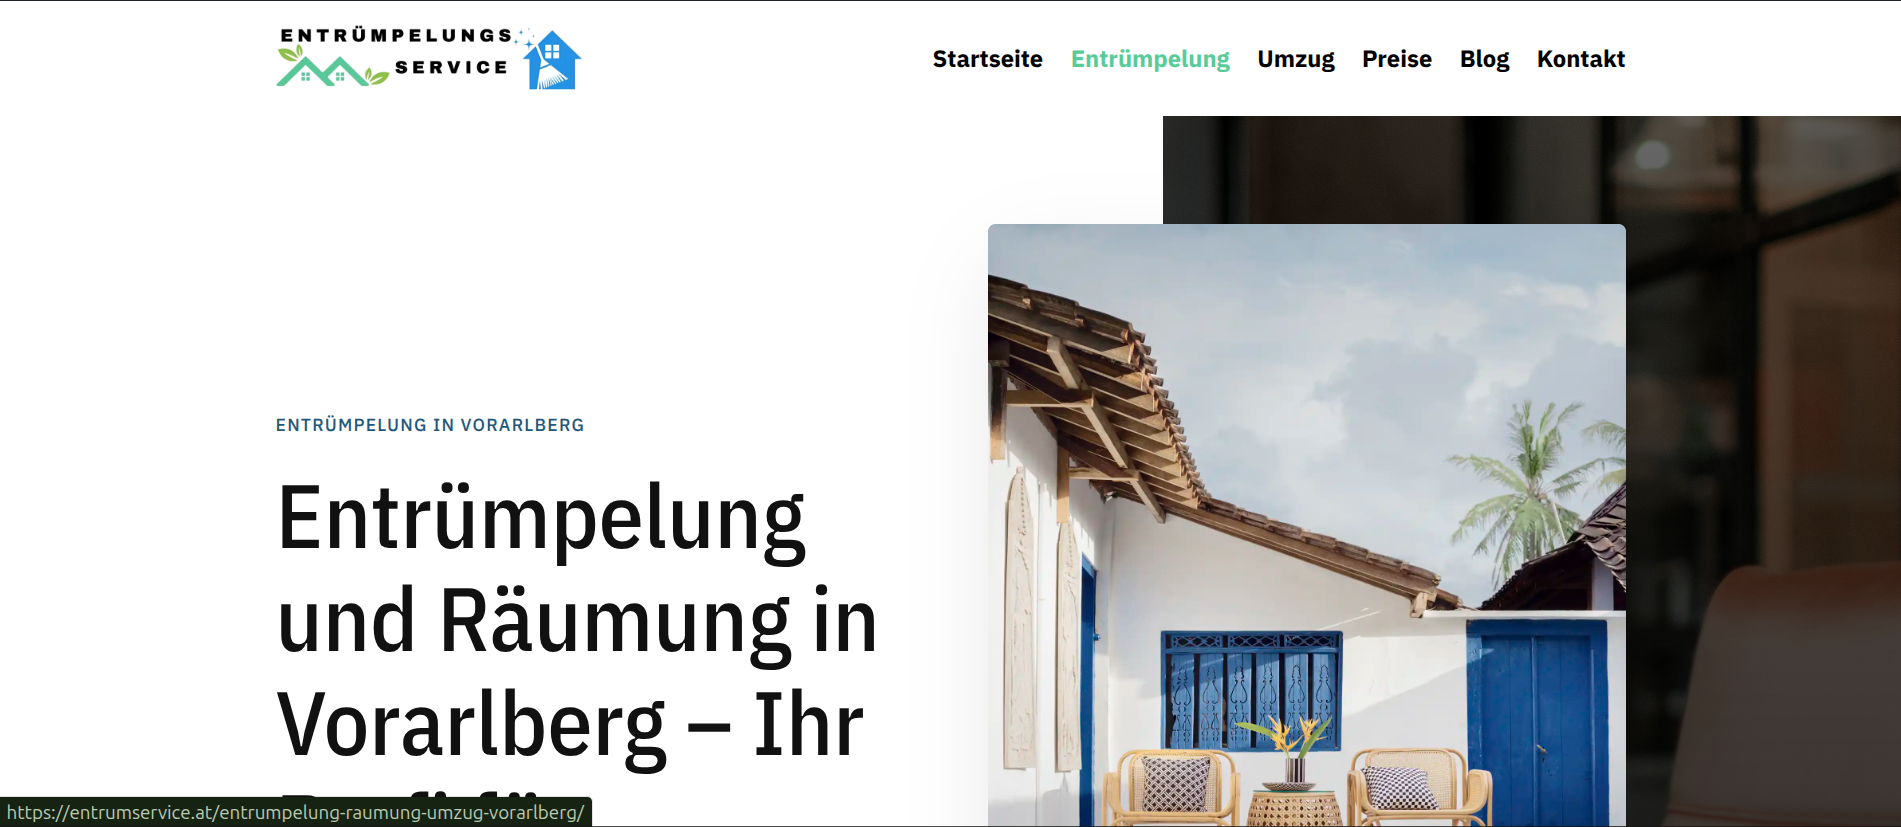 ENTRÜMPELUNGS
SERVICE
Startseite Entrümpelung Umzug Preise Blog Kontakt
ENTRÜMPELUNG IN VORARLBERG
Entrümpelung
und Räumung in
Vorarlberg – Ihr
https://entrumservice.at/entrumpelung-raumung-umzug-vorarlberg/